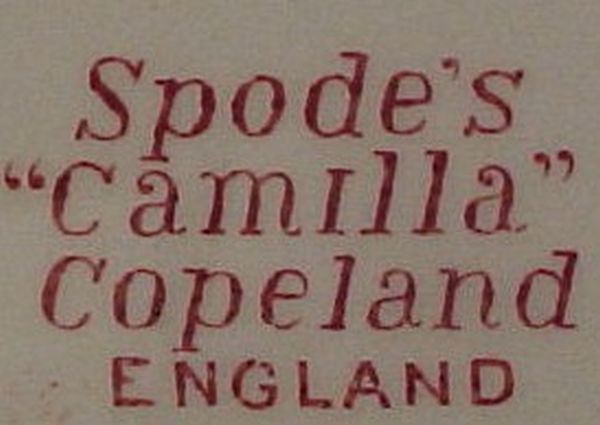 Spode's
“Camilla”
Copeland
ENGLAND